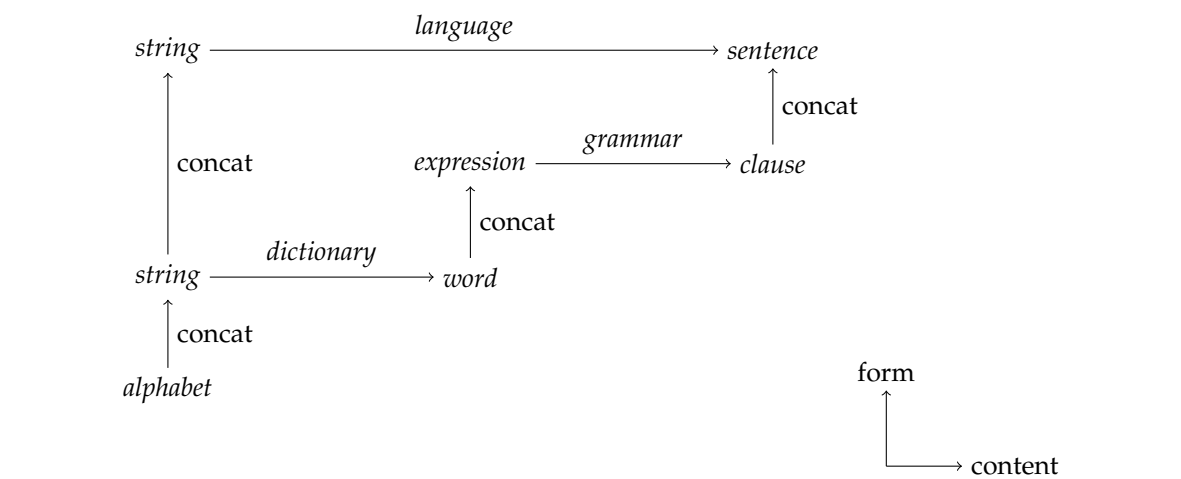 language
string sentence
concat
grammar
expression clause
concat
concat
dictionary
string word
concat
form
alphabet
content